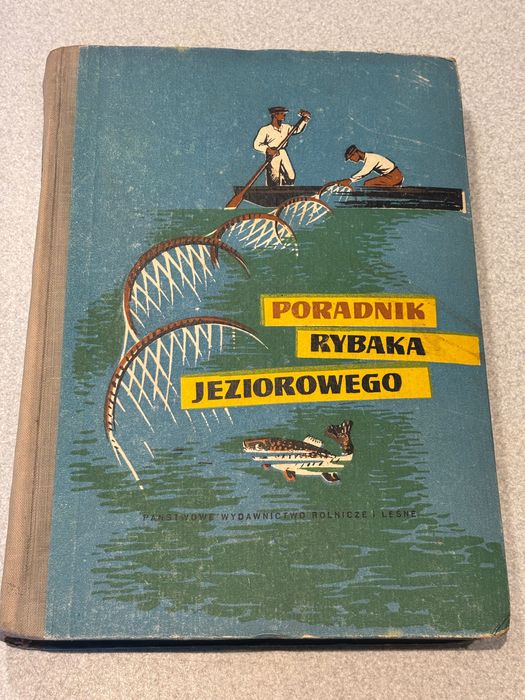 PORADNIK
RYBAKA
JEZIOROWEGO
PAŃSTWOWE WYDAWNICTWO ROLNICZE I LEŚNE